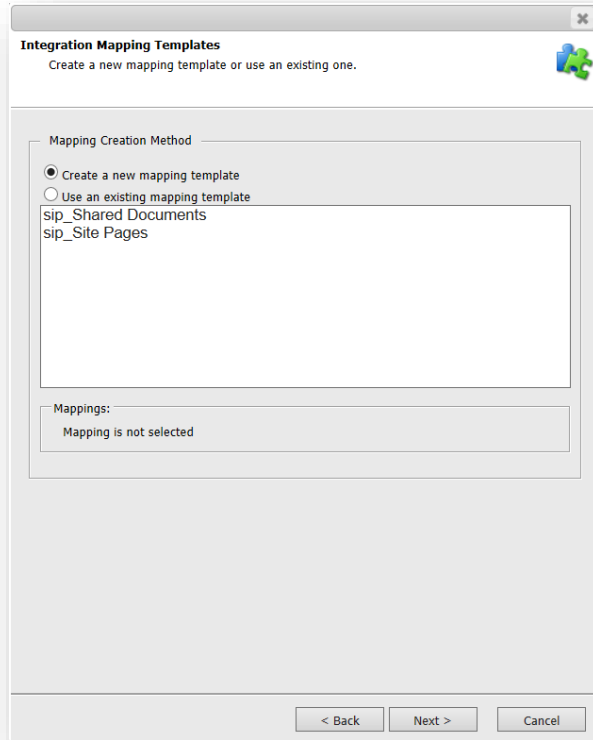 Integration Mapping Templates
Create a new mapping template or use an existing one.
Mapping Creation Method
Create a new mapping template
Use an existing mapping template
sip_Shared Documents
sip_Site Pages
Mappings:
Mapping is not selected
< Back
Next >
Cancel